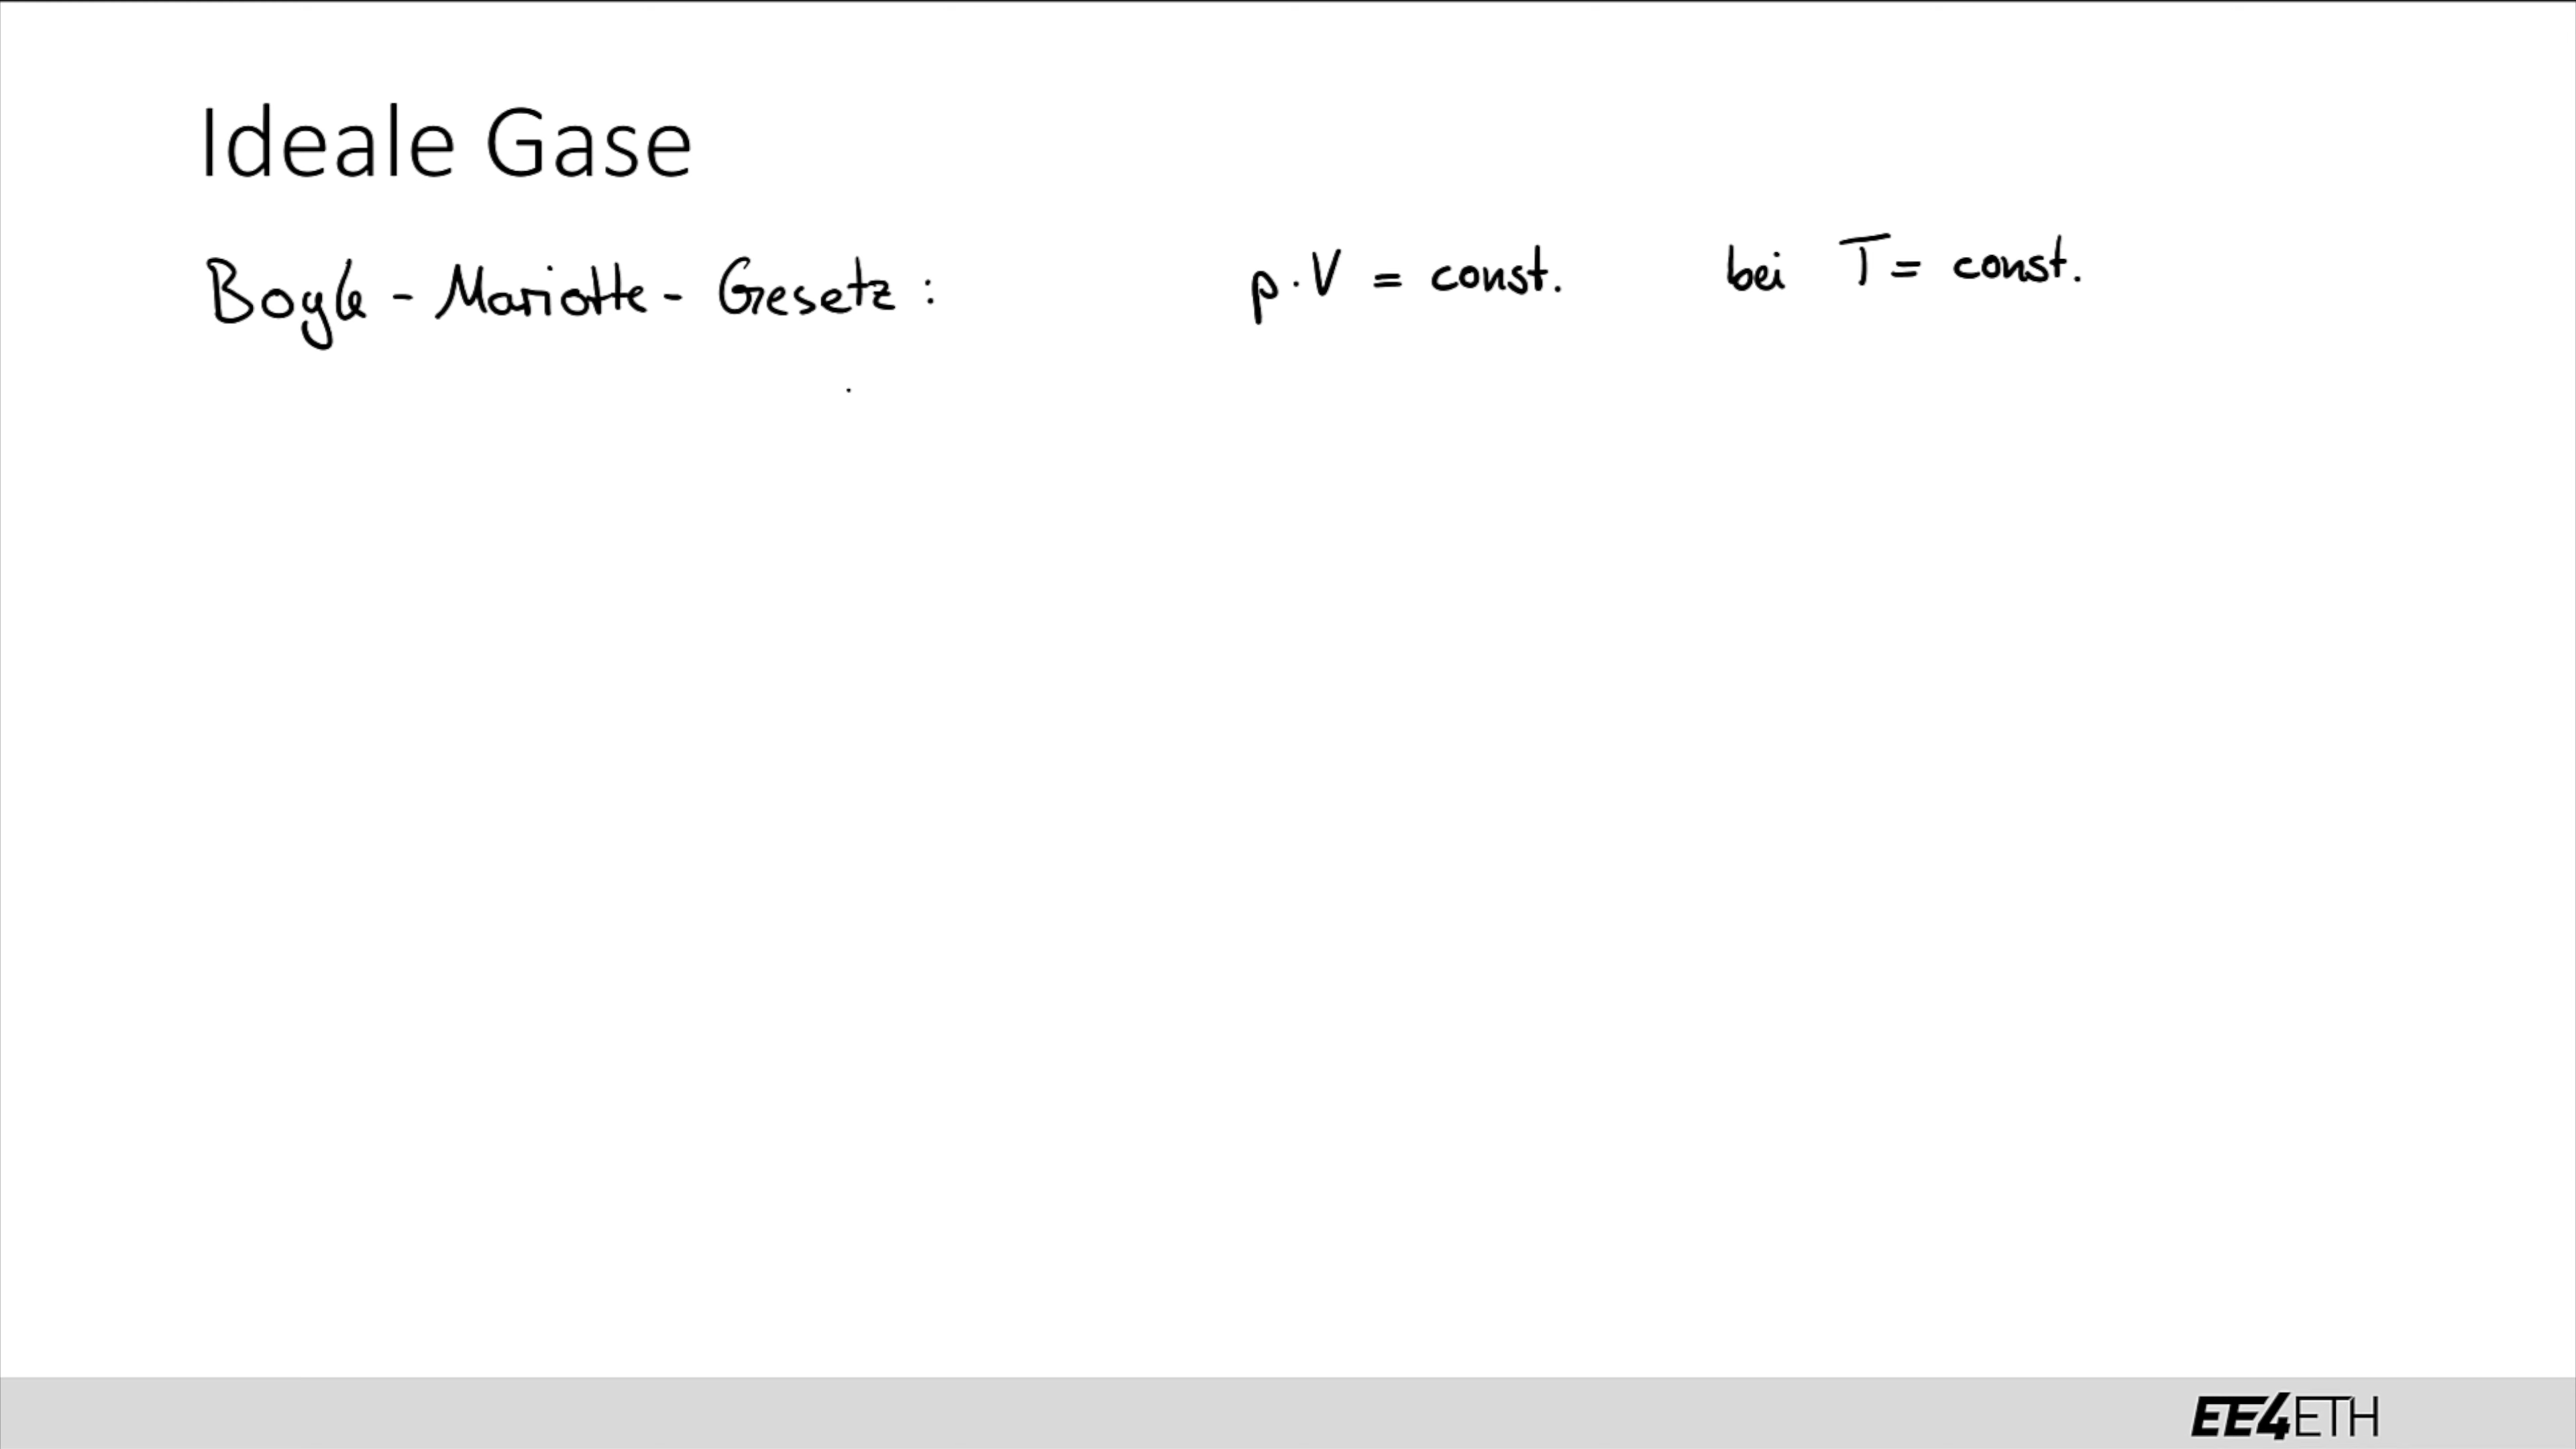 Ideale Gase
Boyle - Mariotte - Gesetz : p · V = const. bei T = const.
EE4ETH